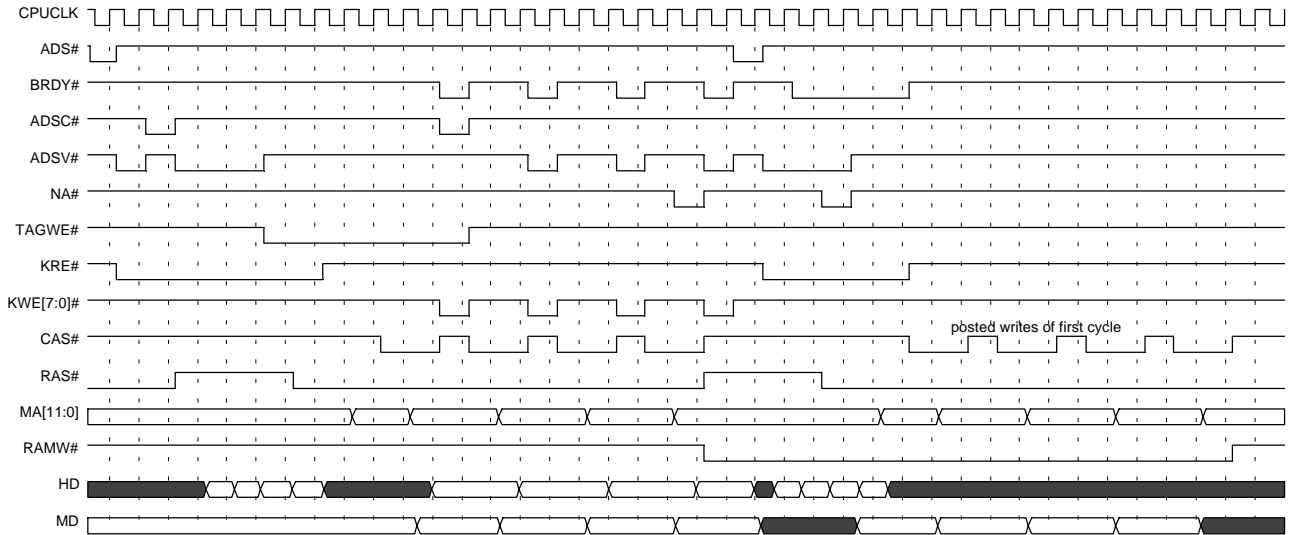 CPUCLK
ADS#
BRDY#
ADSC#
ADSV#
NA#
TAGWE#
KRE#
KWE[7:0]#
posted writes of first cycle
CAS#
RAS#
MA[11:0]
RAMW#
HD
MD